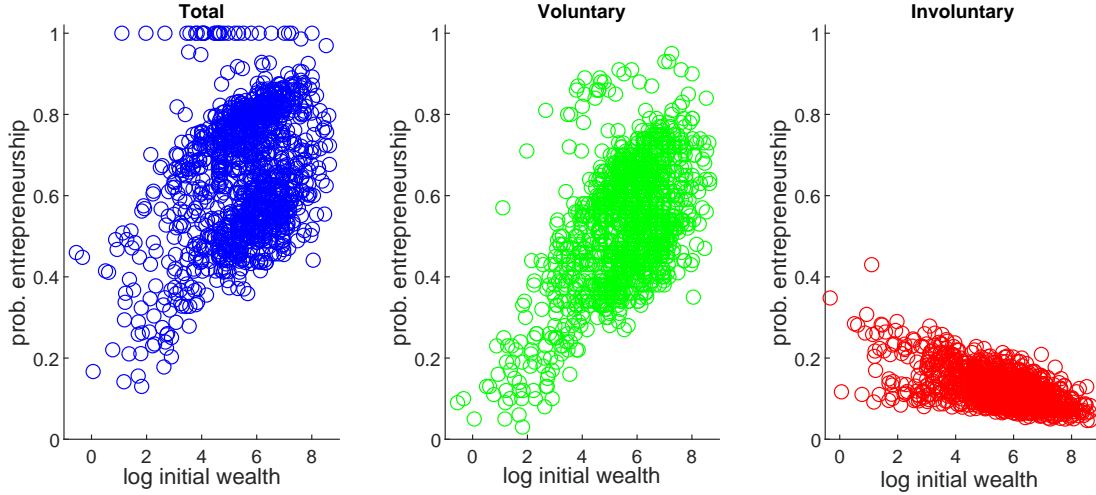 Total
prob. entrepreneurship
1
0.8
0.6
0.4
0.2
0
0 2 4 6 8
log initial wealth
Voluntary
prob. entrepreneurship
1
0.8
0.6
0.4
0.2
0
0 2 4 6 8
log initial wealth
Involuntary
prob. entrepreneurship
1
0.8
0.6
0.4
0.2
0
0 2 4 6 8
log initial wealth